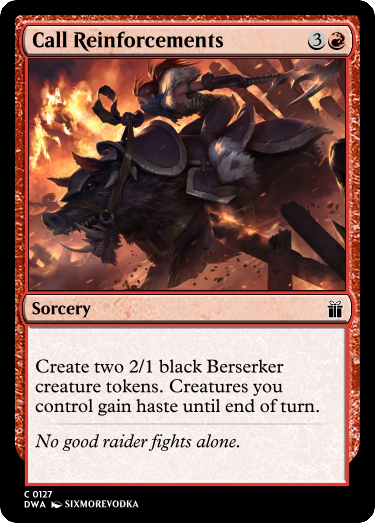 Call Reinforcements 3
Sorcery
Create two 2/1 black Berserker
creature tokens. Creatures you
control gain haste until end of turn.
No good raider fights alone.
C 0127
DWA SIXMOREVODKA